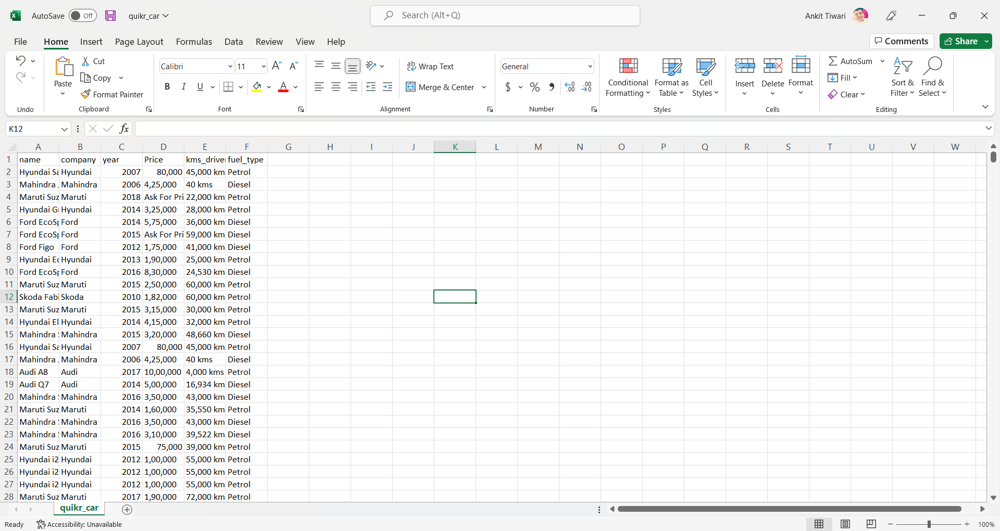 AutoSave Off quikr_car Search (Alt+Q) Ankit Tiwari
File Home Insert Page Layout Formulas Data Review View Help Comments Share
Paste
Cut
Copy
Format Painter
Calibri 11
B I U A
Wrap Text
Merge & Center
General
$ % 9 .00
Conditional Formatting
Format as Table
Cell Styles
Insert Delete Format
AutoSum
Fill
Clear
Sort & Filter
Find & Select
Undo Clipboard Font Alignment Number Styles Cells Editing
K12 fx
A B C D E F G H I J K L M N O P Q R S T U V W
1 name company year Price fuel_type
2 Hyundai Hyundai 2007 80,000 45,000 km Petrol
3 Mahindra Mahindra 2006 4,25,000 40 kms Diesel
4 Maruti Suz Maruti 2018 Ask For Pri 22,000 km Petrol
5 Hyundai Hyundai 2014 3,25,000 28,000 km Petrol
6 Ford Ford 2014 5,75,000 36,000 km Diesel
7 Ford Ford 2015 Ask For Pri 59,000 km Diesel
8 Ford Figo Ford 2012 1,75,000 41,000 km Diesel
9 Hyundai Hyundai 2013 1,90,000 25,000 km Petrol
10 Ford Ford 2016 8,30,000 24,530 km Diesel
11 Maruti Suz Maruti 2015 2,50,000 60,000 km Petrol
12 Skoda Fabi Skoda 2010 1,82,000 60,000 km Petrol
13 Maruti Suz Maruti 2015 3,15,000 30,000 km Petrol
14 Hyundai El Hyundai 2014 4,15,000 32,000 km Petrol
15 Mahindra Mahindra 2015 3,20,000 48,660 km Diesel
16 Hyundai Hyundai 2007 80,000 45,000 km Petrol
17 Mahindra Mahindra 2006 4,25,000 40 kms Diesel
18 Audi A8 Audi 2017 10,00,000 4,000 kms Petrol
19 Audi Q7 Audi 2014 5,00,000 16,934 km Diesel
20 Mahindra Mahindra 2016 3,50,000 43,000 km Diesel
21 Maruti Suz Maruti 2014 1,60,000 35,550 km Petrol
22 Mahindra Mahindra 2016 3,50,000 43,000 km Diesel
23 Mahindra Mahindra 2016 3,10,000 39,522 km Diesel
24 Maruti Suz Maruti 2015 75,000 39,000 km Petrol
25 Hyundai i2 Hyundai 2012 1,00,000 55,000 km Petrol
26 Hyundai i2 Hyundai 2012 1,00,000 55,000 km Petrol
27 Hyundai i2 Hyundai 2012 1,00,000 55,000 km Petrol
28 Maruti Suz Maruti 2017 1,90,000 72,000 km Petrol
quikr_car
Ready Accessibility: Unavailable 100%